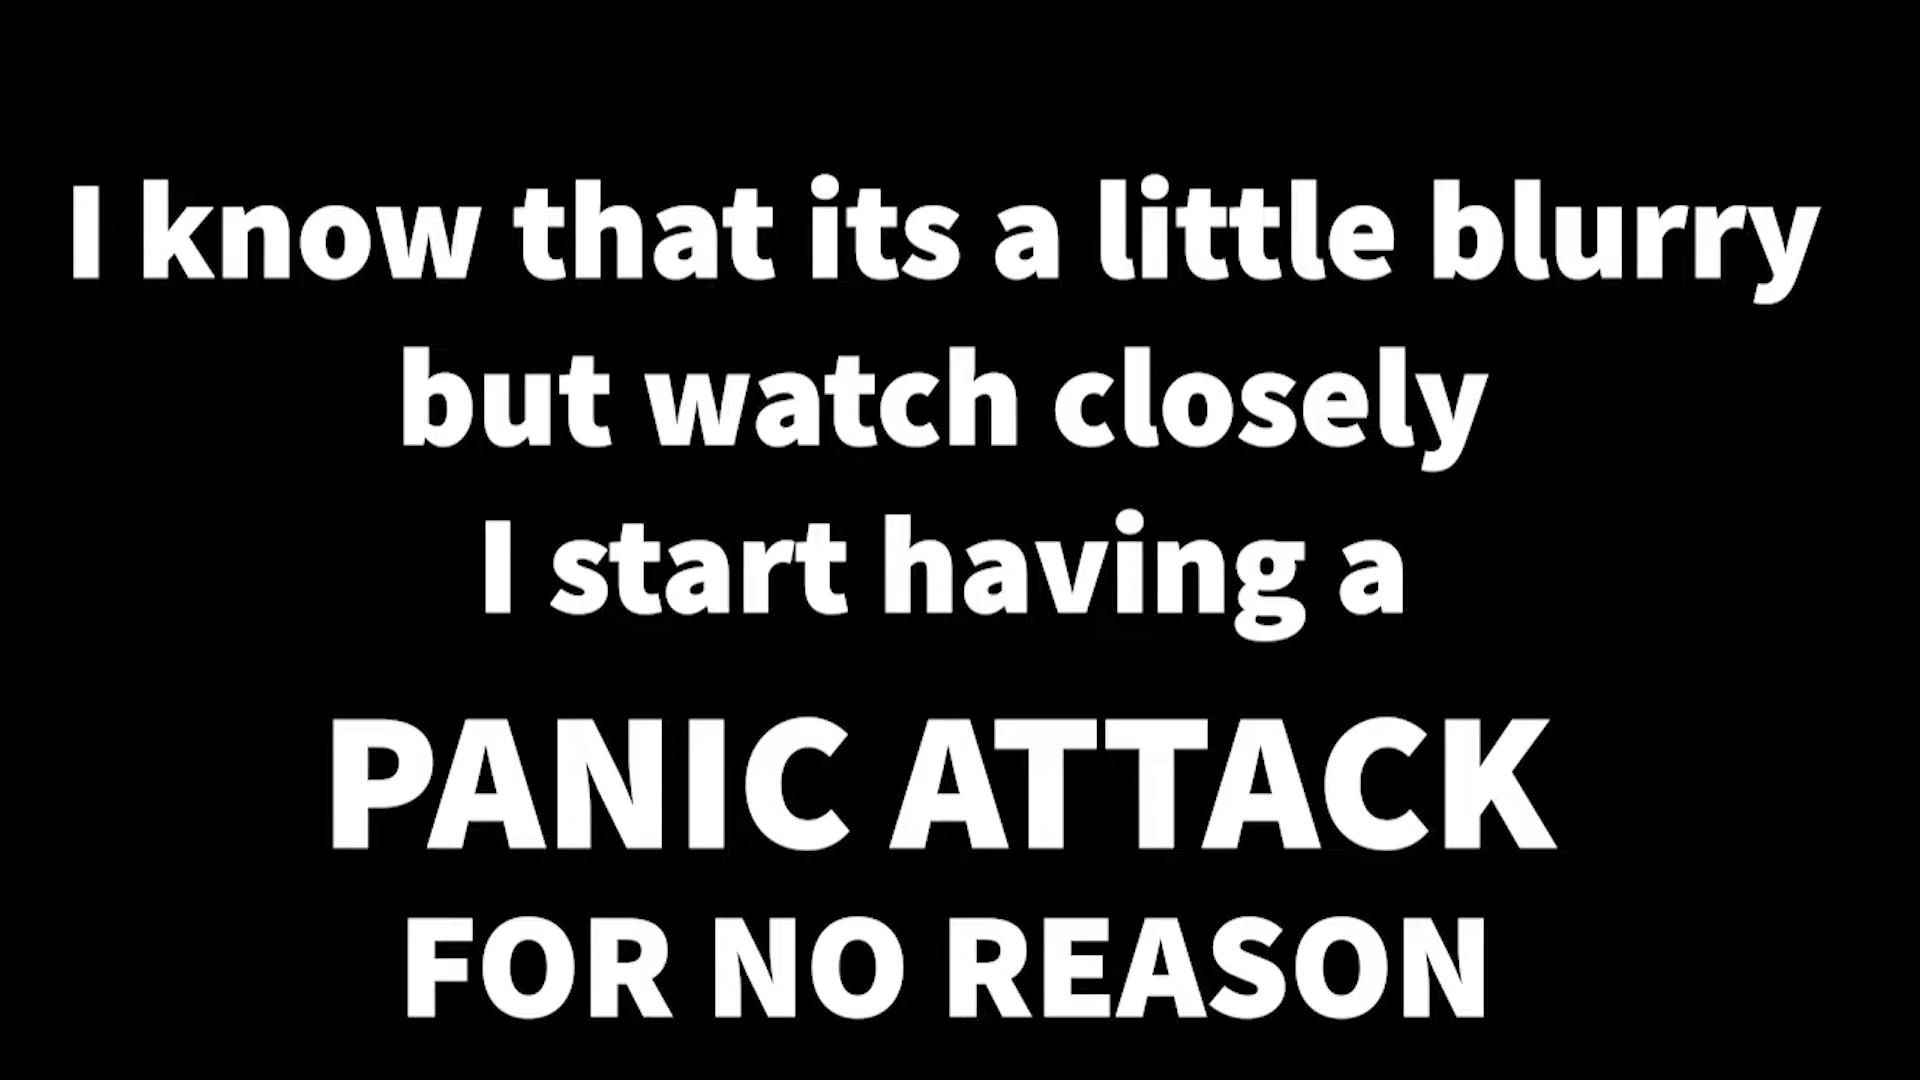 I know that its a little blurry
but watch closely
I start having a
PANIC ATTACK
FOR NO REASON